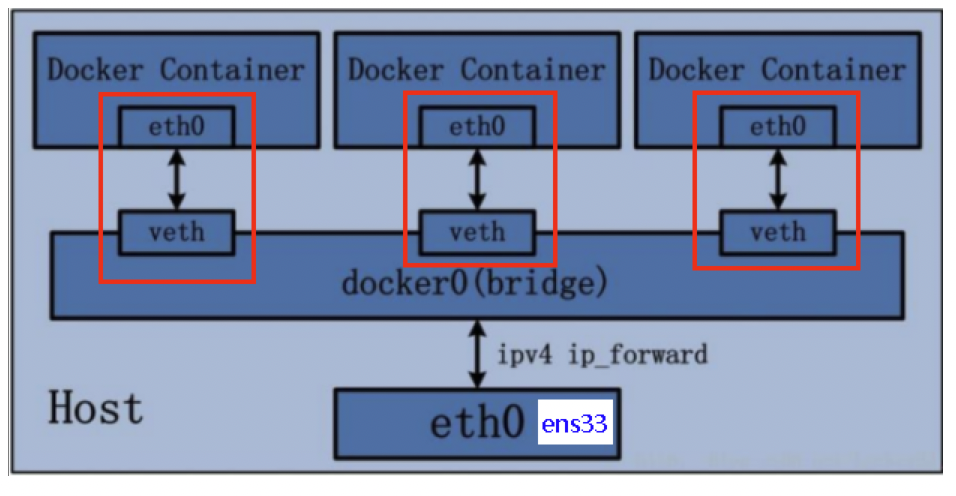 Docker Container Docker Container Docker Container
eth0 eth0 eth0
veth veth veth
docker0(bridge)
ipv4 ip_forward
Host
eth0 ens33